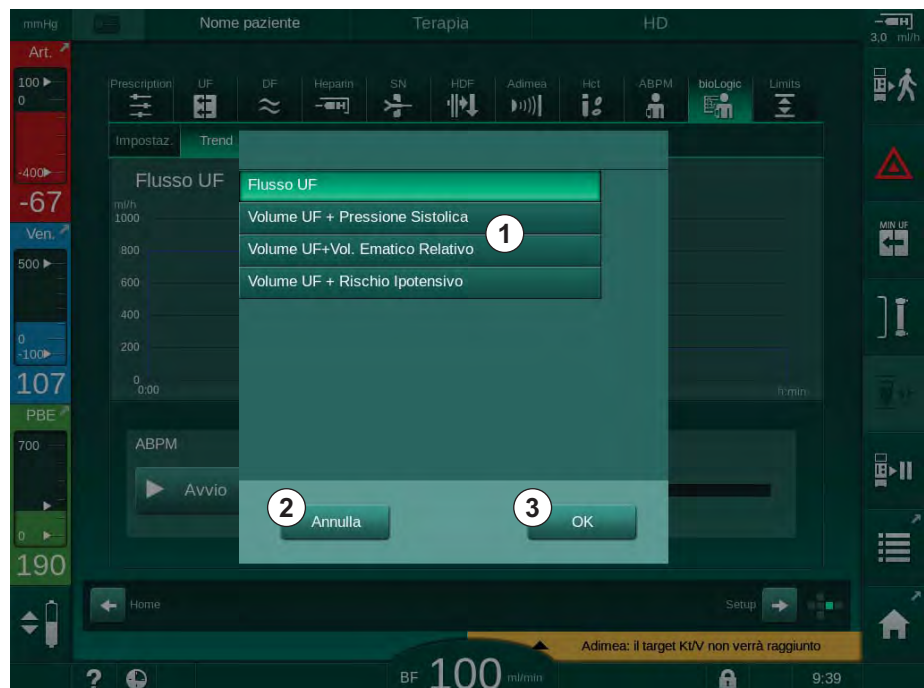 mmHg
Nome paziente
Terapia
HD
3,0 ml/h
Art.
100
0
-400
-67
Ven.
500
0
-100
107
PBE
700
0
190
Prescription
UF
DF
Heparin
SN
HDF
Adimea
Hct
ABPM
bioLogic
Limits
Impostaz.
Trend
Flusso UF
ml/h
1000
800
600
400
200
0
0:00
h:min
Flusso UF
Volume UF + Pressione Sistolica
Volume UF+Vol. Ematico Relativo
Volume UF + Rischio Ipotensivo
1
ABPM
Avvio
2
Annulla
3
OK
MIN UF
Home
Setup
Adimea: il target Kt/V non verrà raggiunto
?
BF 100 ml/min
9:39